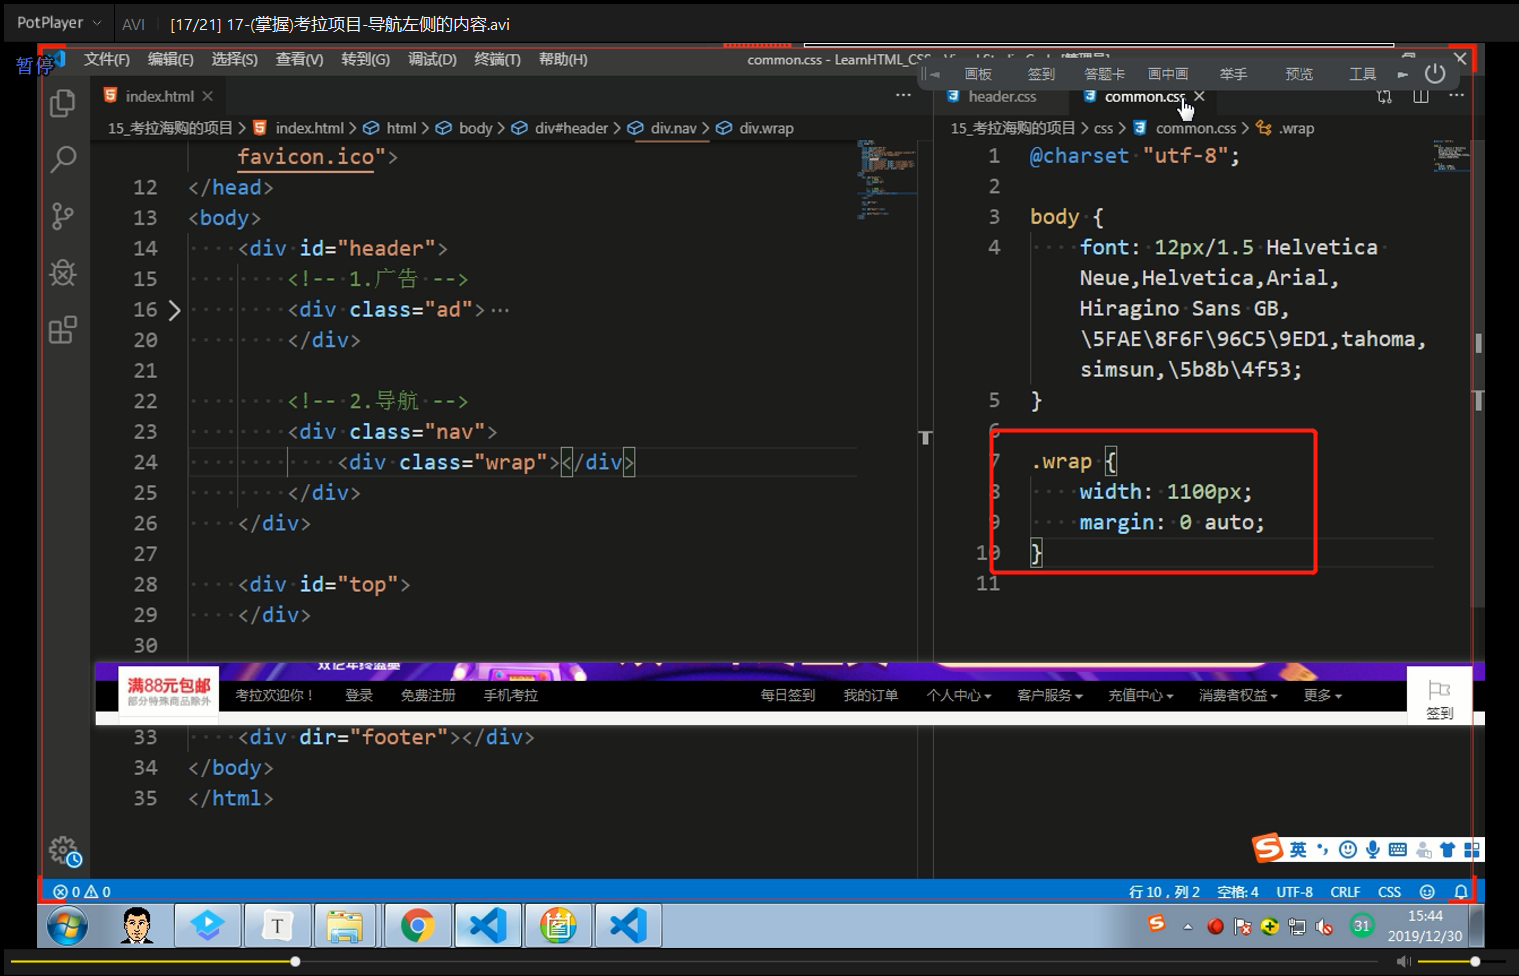 PotPlayer AVI [17/21] 17-(掌握)考拉项目-导航左侧的内容.avi
暂停
文件(F) 编辑(E) 选择(S) 查看(V) 转到(G) 调试(D) 终端(T) 帮助(H) common.css - LearnHTML_CSS
画板 签到 答题卡 画中画 举手 预览 工具
index.html
header.css common.css
15_考拉海购的项目 > index.html > html > body > div#header > div.nav > div.wrap
15_考拉海购的项目 > css > common.css > .wrap
favicon.ico">
12 </head>
13 <body>
14 <div id="header">
15 <!-- 1.广告 -->
16 <div class="ad">···
20 </div>
21
22 <!-- 2.导航 -->
23 <div class="nav">
24 <div class="wrap"></div>
25 </div>
26 </div>
27
28 <div id="top">
29 </div>
30
1 @charset "utf-8";
2
3 body {
4 font: 12px/1.5 Helvetica
Neue,Helvetica,Arial,
Hiragino Sans GB,
\5FAE\8F6F\96C5\9ED1,tahoma,
simsun,\5b8b\4f53;
5 }
6
7 .wrap {
8 width: 1100px;
9 margin: 0 auto;
10 }
11
满88元包邮
部分特殊商品除外
考拉欢迎你！ 登录 免费注册 手机考拉 每日签到 我的订单 个人中心 客户服务 充值中心 消费者权益 更多
签到
33 <div dir="footer"></div>
34 </body>
35 </html>
英
0 0 行 10，列 2 空格: 4 UTF-8 CRLF CSS
T
31
15:44
2019/12/30